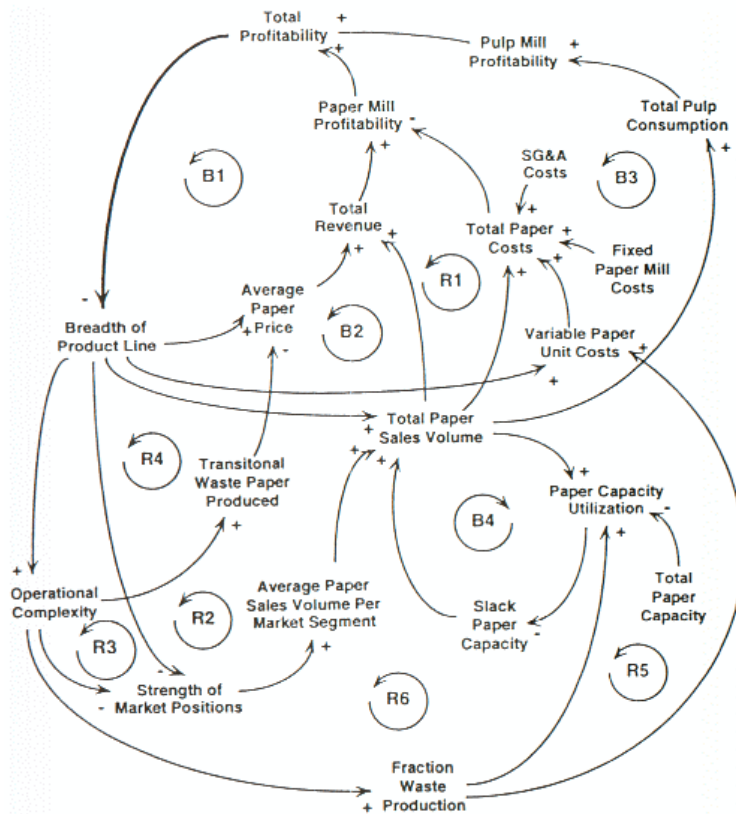 Total
Profitability
+
+
Pulp Mill
Profitability
+
+
Paper Mill
Profitability
-
+
Total Pulp
Consumption
+
SG&A
Costs
B1
B3
Total
Revenue
+
+
Total Paper
Costs
+
+
+
+
Fixed
Paper Mill
Costs
R1
Average
Paper
Price
+
-
B2
-
Breadth of
Product Line
Variable Paper
Unit Costs
+
+
Total Paper
Sales Volume
+
+
+
R4
Transitonal
Waste Paper
Produced
+
Paper Capacity
Utilization
+
-
+
B4
+
Operational
Complexity
R2
Average Paper
Sales Volume Per
Market Segment
+
Slack
Paper
Capacity
-
Total
Paper
Capacity
R3
R5
-
-
Strength of
Market Positions
R6
Fraction
Waste
Production
+